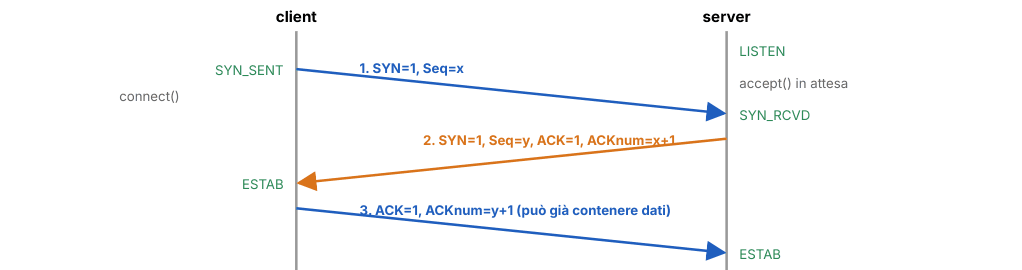 client
server
LISTEN
SYN_SENT
1. SYN=1, Seq=x
accept() in attesa
connect()
SYN_RCVD
2. SYN=1, Seq=y, ACK=1, ACKnum=x+1
ESTAB
3. ACK=1, ACKnum=y+1 (può già contenere dati)
ESTAB